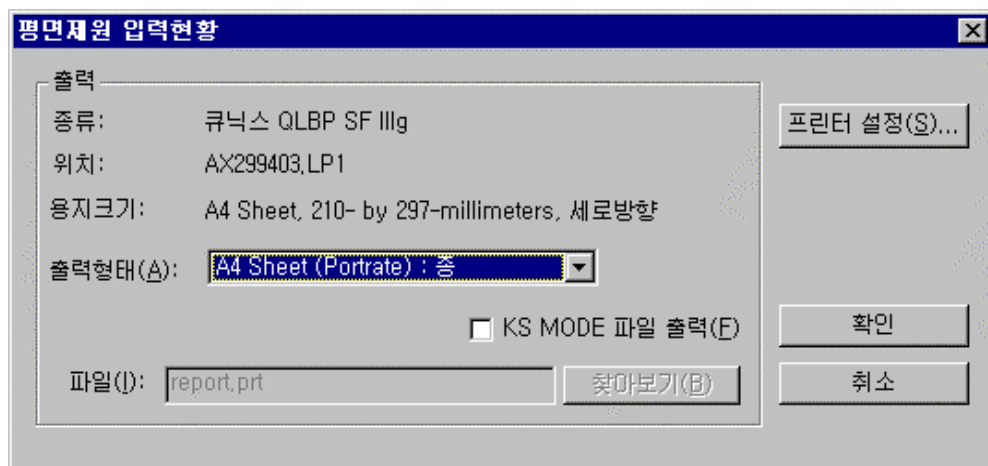 평면제원 입력현황
출력
종류: 큐닉스 QLBP SF IIIg
프린터 설정(S)...
위치: AX299403,LP1
용지크기: A4 Sheet, 210- by 297-millimeters, 세로방향
출력형태(A): A4 Sheet (Portrate) : 종
KS MODE 파일 출력(F)
확인
파일(I): report.prt 찾아보기(B)
취소